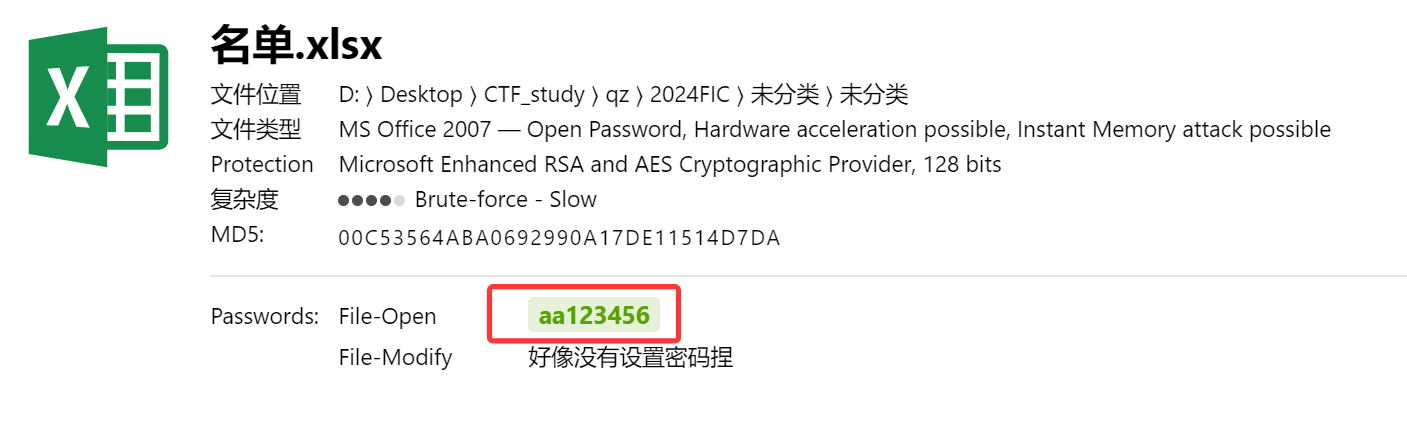 名单.xlsx
文件位置 D: 〉 Desktop 〉 CTF_study 〉 qz 〉 2024FIC 〉 未分类 〉 未分类
文件类型 MS Office 2007 — Open Password, Hardware acceleration possible, Instant Memory attack possible
Protection Microsoft Enhanced RSA and AES Cryptographic Provider, 128 bits
复杂度 ●●●●● Brute-force - Slow
MD5: 00C53564ABA0692990A17DE11514D7DA
Passwords: File-Open aa123456
File-Modify 好像没有设置密码捏